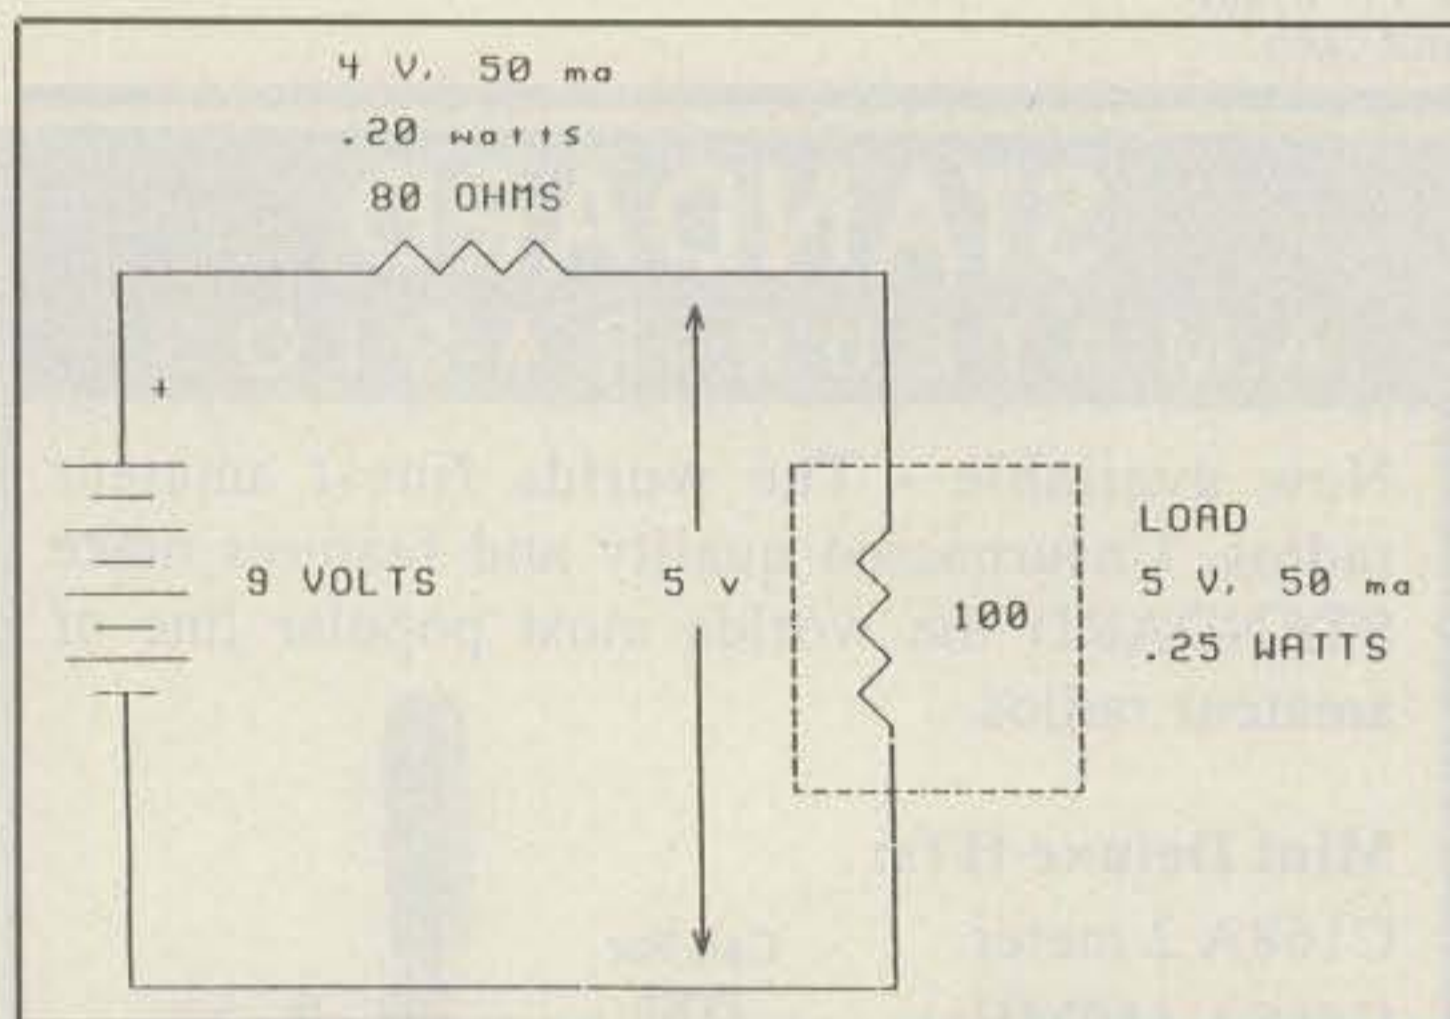 4 V, 50 ma
.20 watts
80 OHMS
+
9 VOLTS
5 v
100
LOAD
5 V, 50 ma
.25 WATTS